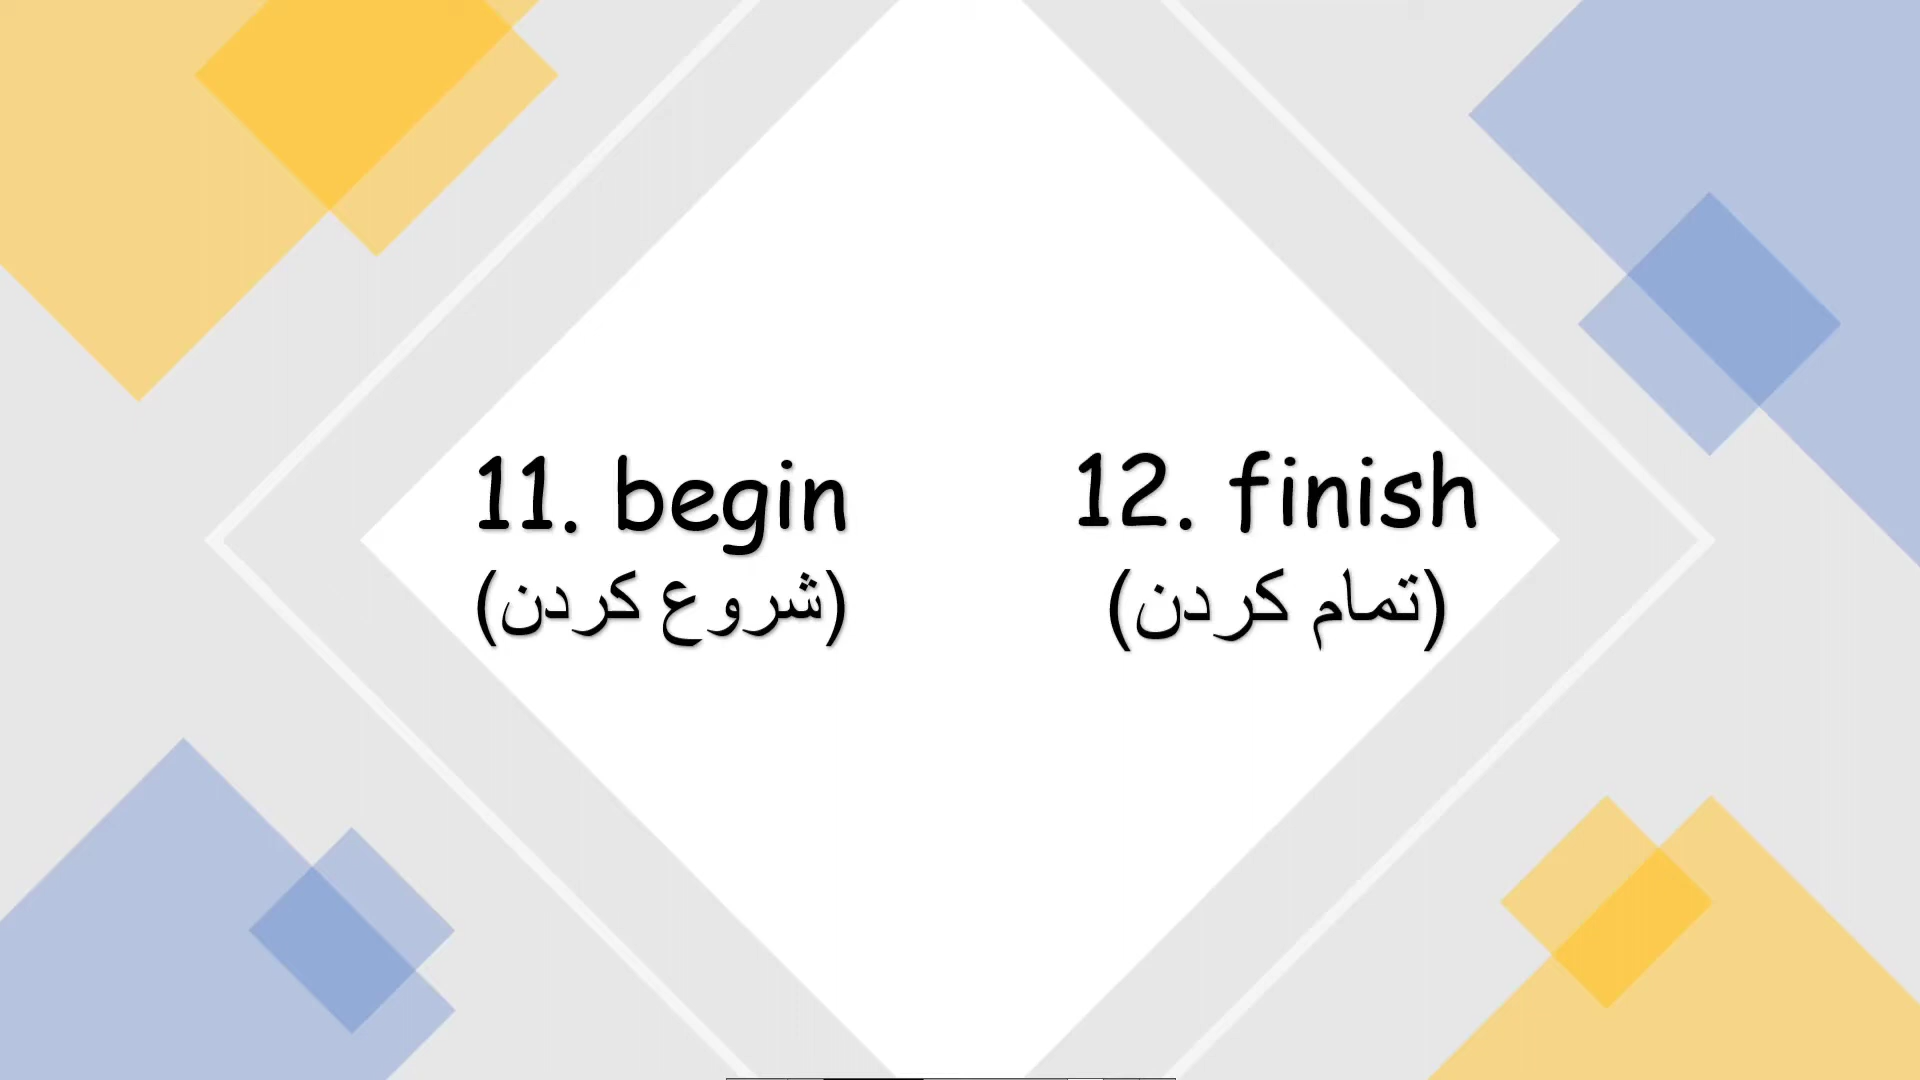 11. begin
(شروع کردن)
12. finish
(تمام کردن)